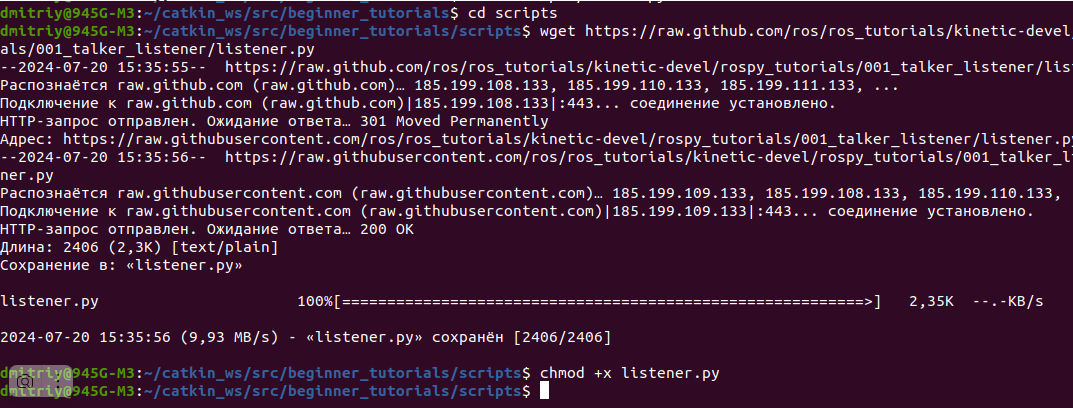 dmitriy@945G-M3:~/catkin_ws/src/beginner_tutorials$ cd scripts
dmitriy@945G-M3:~/catkin_ws/src/beginner_tutorials/scripts$ wget https://raw.github.com/ros/ros_tutorials/kinetic-devel
als/001_talker_listener/listener.py
--2024-07-20 15:35:55-- https://raw.github.com/ros/ros_tutorials/kinetic-devel/rospy_tutorials/001_talker_listener/lis
Распознаётся raw.github.com (raw.github.com)… 185.199.108.133, 185.199.110.133, 185.199.111.133, ...
Подключение к raw.github.com (raw.github.com)|185.199.108.133|:443... соединение установлено.
HTTP-запрос отправлен. Ожидание ответа… 301 Moved Permanently
Адрес: https://raw.githubusercontent.com/ros/ros_tutorials/kinetic-devel/rospy_tutorials/001_talker_listener/listener.p
--2024-07-20 15:35:56-- https://raw.githubusercontent.com/ros/ros_tutorials/kinetic-devel/rospy_tutorials/001_talker_l
ner.py
Распознаётся raw.githubusercontent.com (raw.githubusercontent.com)… 185.199.109.133, 185.199.108.133, 185.199.110.133,
Подключение к raw.githubusercontent.com (raw.githubusercontent.com)|185.199.109.133|:443... соединение установлено.
HTTP-запрос отправлен. Ожидание ответа… 200 OK
Длина: 2406 (2,3K) [text/plain]
Сохранение в: «listener.py»
listener.py 100%[==========================================================>] 2,35K --.-KB/s
2024-07-20 15:35:56 (9,93 MB/s) - «listener.py» сохранён [2406/2406]
dmitriy@945G-M3:~/catkin_ws/src/beginner_tutorials/scripts$ chmod +x listener.py
dmitriy@945G-M3:~/catkin_ws/src/beginner_tutorials/scripts$